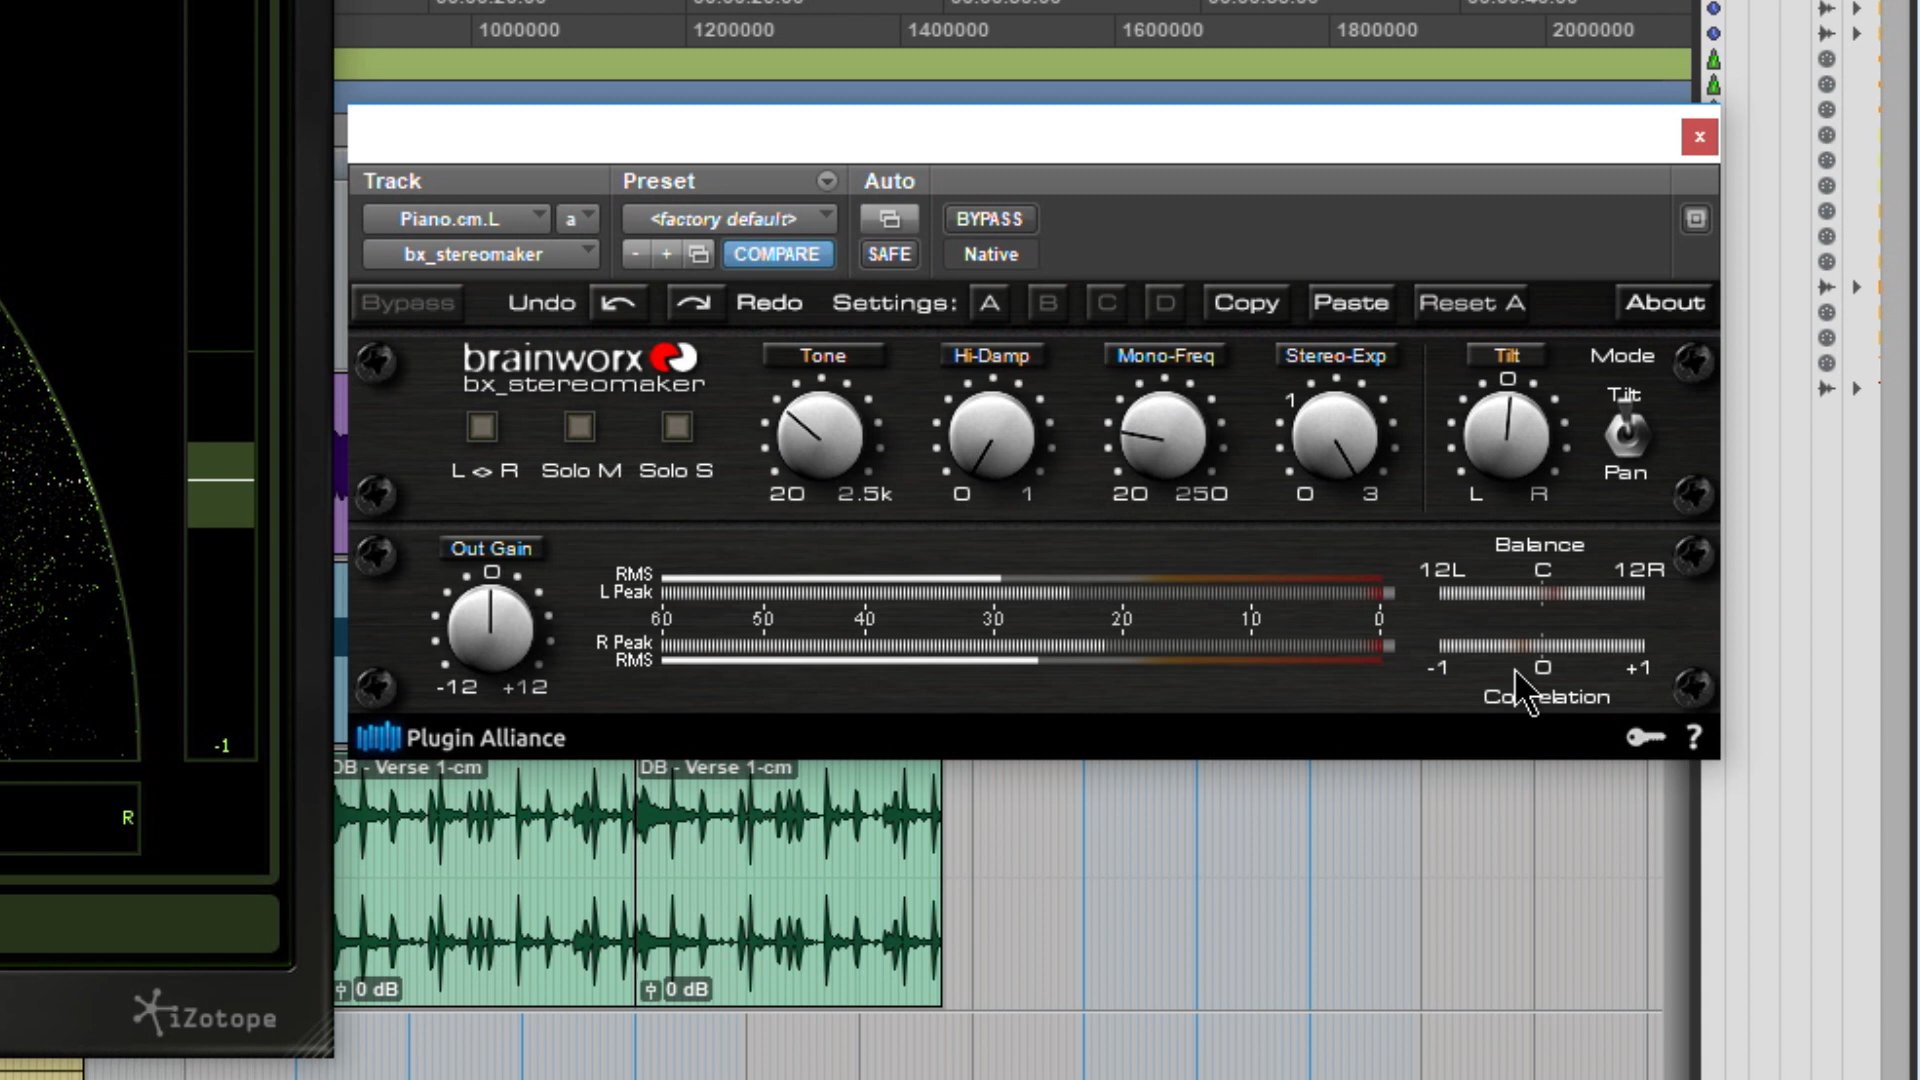 1000000 1200000 1400000 1600000 1800000 2000000
x
Track Preset Auto
Piano.cm.L a <factory default> BYPASS
bx_stereomaker - + COMPARE SAFE Native
Bypass Undo Redo Settings: A B C D Copy Paste Reset A About
brainworx
bx_stereomaker
Tone Hi-Damp Mono-Freq Stereo-Exp Tilt Mode
0
1
Tilt
L <> R Solo M Solo S
Pan
20 2.5k 0 1 20 250 0 3 L R
Out Gain
0
-12 +12
RMS
L Peak
60 50 40 30 20 10 0
R Peak
RMS
Balance
12L C 12R
-1 0 +1
Correlation
Plugin Alliance ?
-1
R
DB - Verse 1-cm DB - Verse 1-cm
0 dB 0 dB
iZotope